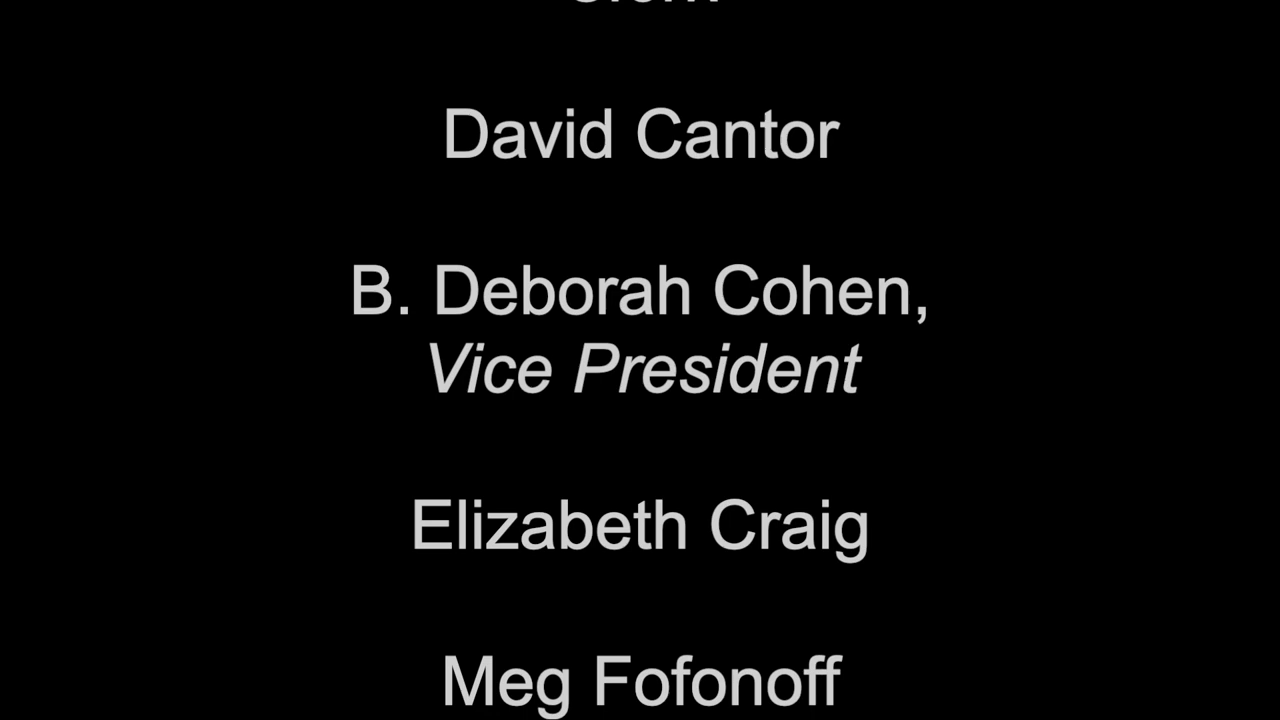 David Cantor
B. Deborah Cohen,
Vice President
Elizabeth Craig
Meg Fofonoff